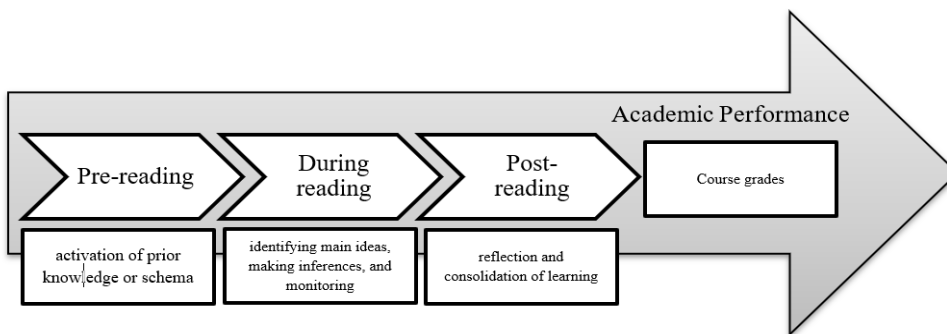 Academic Performance
Pre-reading
During
reading
Post-
reading
Course grades
activation of prior
knowledge or schema
identifying main ideas,
making inferences, and
monitoring
reflection and
consolidation of learning